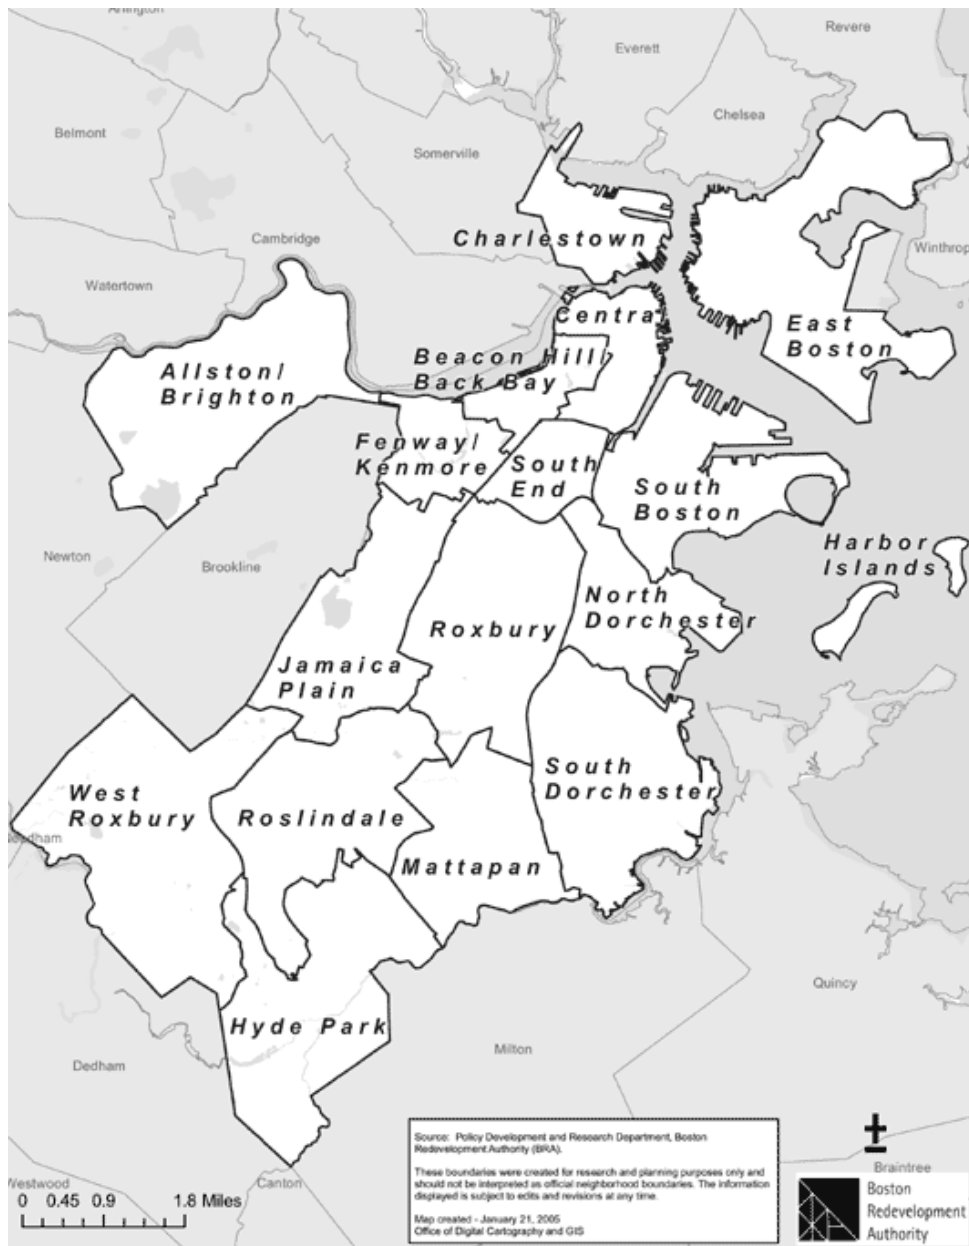 Arlington
Revere
Everett
Chelsea
Belmont
Somerville
Charlestown
Cambridge
Winthrop
Watertown
Central
East
Boston
Beacon Hill/
Back Bay
Allston/
Brighton
Fenway/
Kenmore
South
End
South
Boston
Harbor
Islands
Newton
Brookline
North
Dorchester
Roxbury
Jamaica
Plain
West
Roxbury
South
Dorchester
Roslindale
Dedham
Mattapan
Quincy
Hyde Park
Milton
Dedham
Source: Policy Development and Research Department, Boston
Redevelopment Authority (BRA).
These boundaries were created for research and planning purposes only and
should not be interpreted as official neighborhood boundaries. The information
displayed is subject to edits and revisions at any time.
Map created - January 21, 2005
Office of Digital Cartography and GIS
Braintree
Westwood
Canton
0 0.45 0.9 1.8 Miles
Boston
Redevelopment
Authority